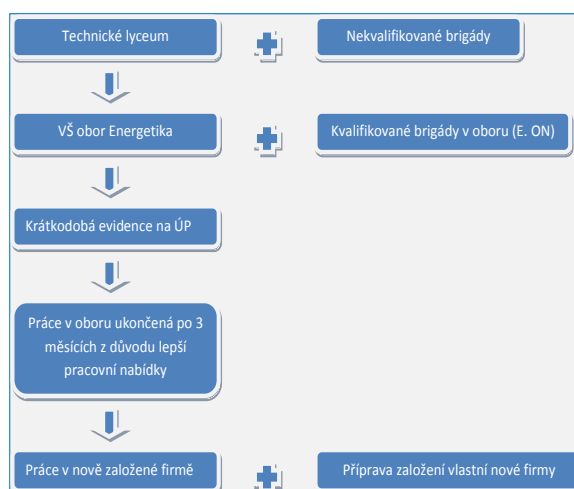 Technické lyceum
Nekvalifikované brigády
VŠ obor Energetika
Kvalifikované brigády v oboru (E. ON)
Krátkodobá evidence na ÚP
Práce v oboru ukončená po 3
měsících z důvodu lepší
pracovní nabídky
Práce v nově založené firmě
Příprava založení vlastní nové firmy